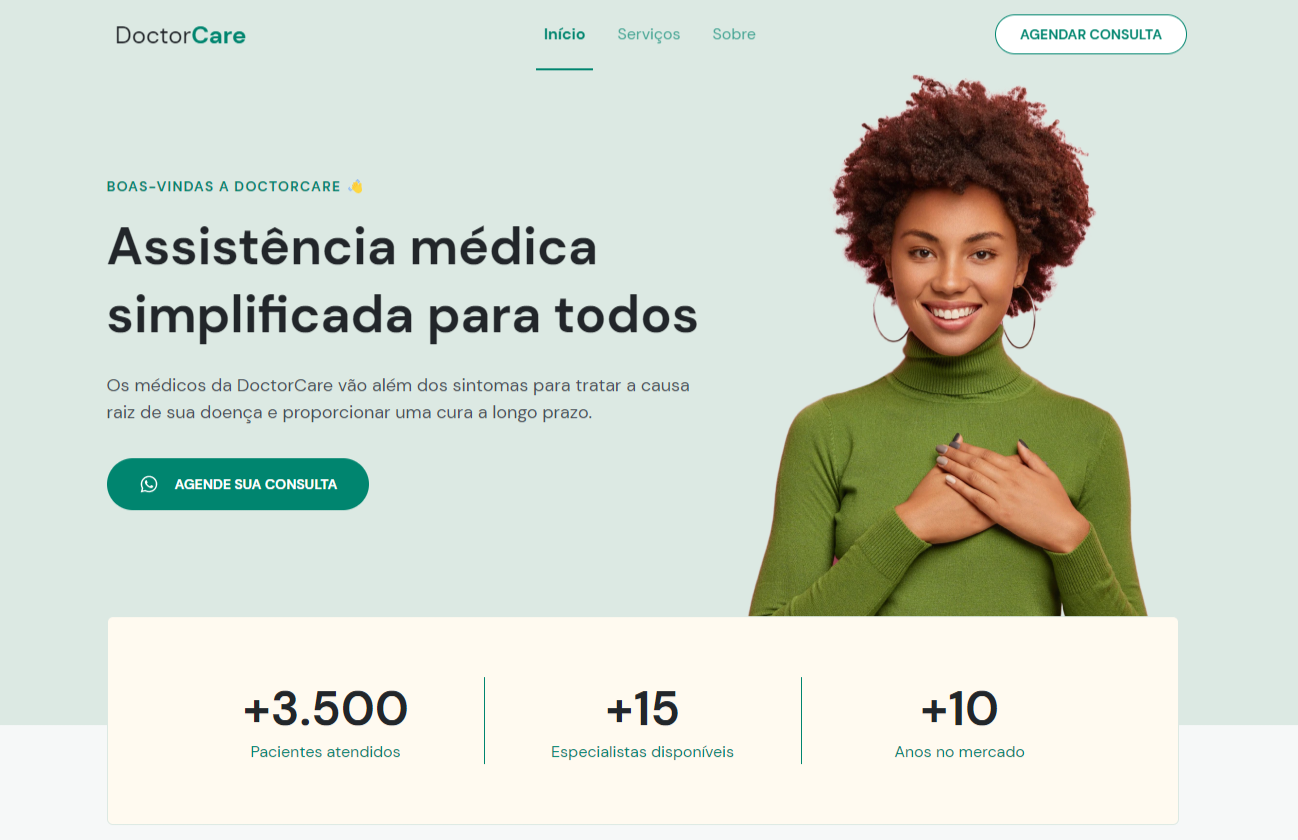 DoctorCare
Início
Serviços
Sobre
AGENDAR CONSULTA
BOAS-VINDAS A DOCTORCARE 👋
Assistência médica
simplificada para todos
Os médicos da DoctorCare vão além dos sintomas para tratar a causa
raiz de sua doença e proporcionar uma cura a longo prazo.
AGENDE SUA CONSULTA
+3.500
Pacientes atendidos
+15
Especialistas disponíveis
+10
Anos no mercado